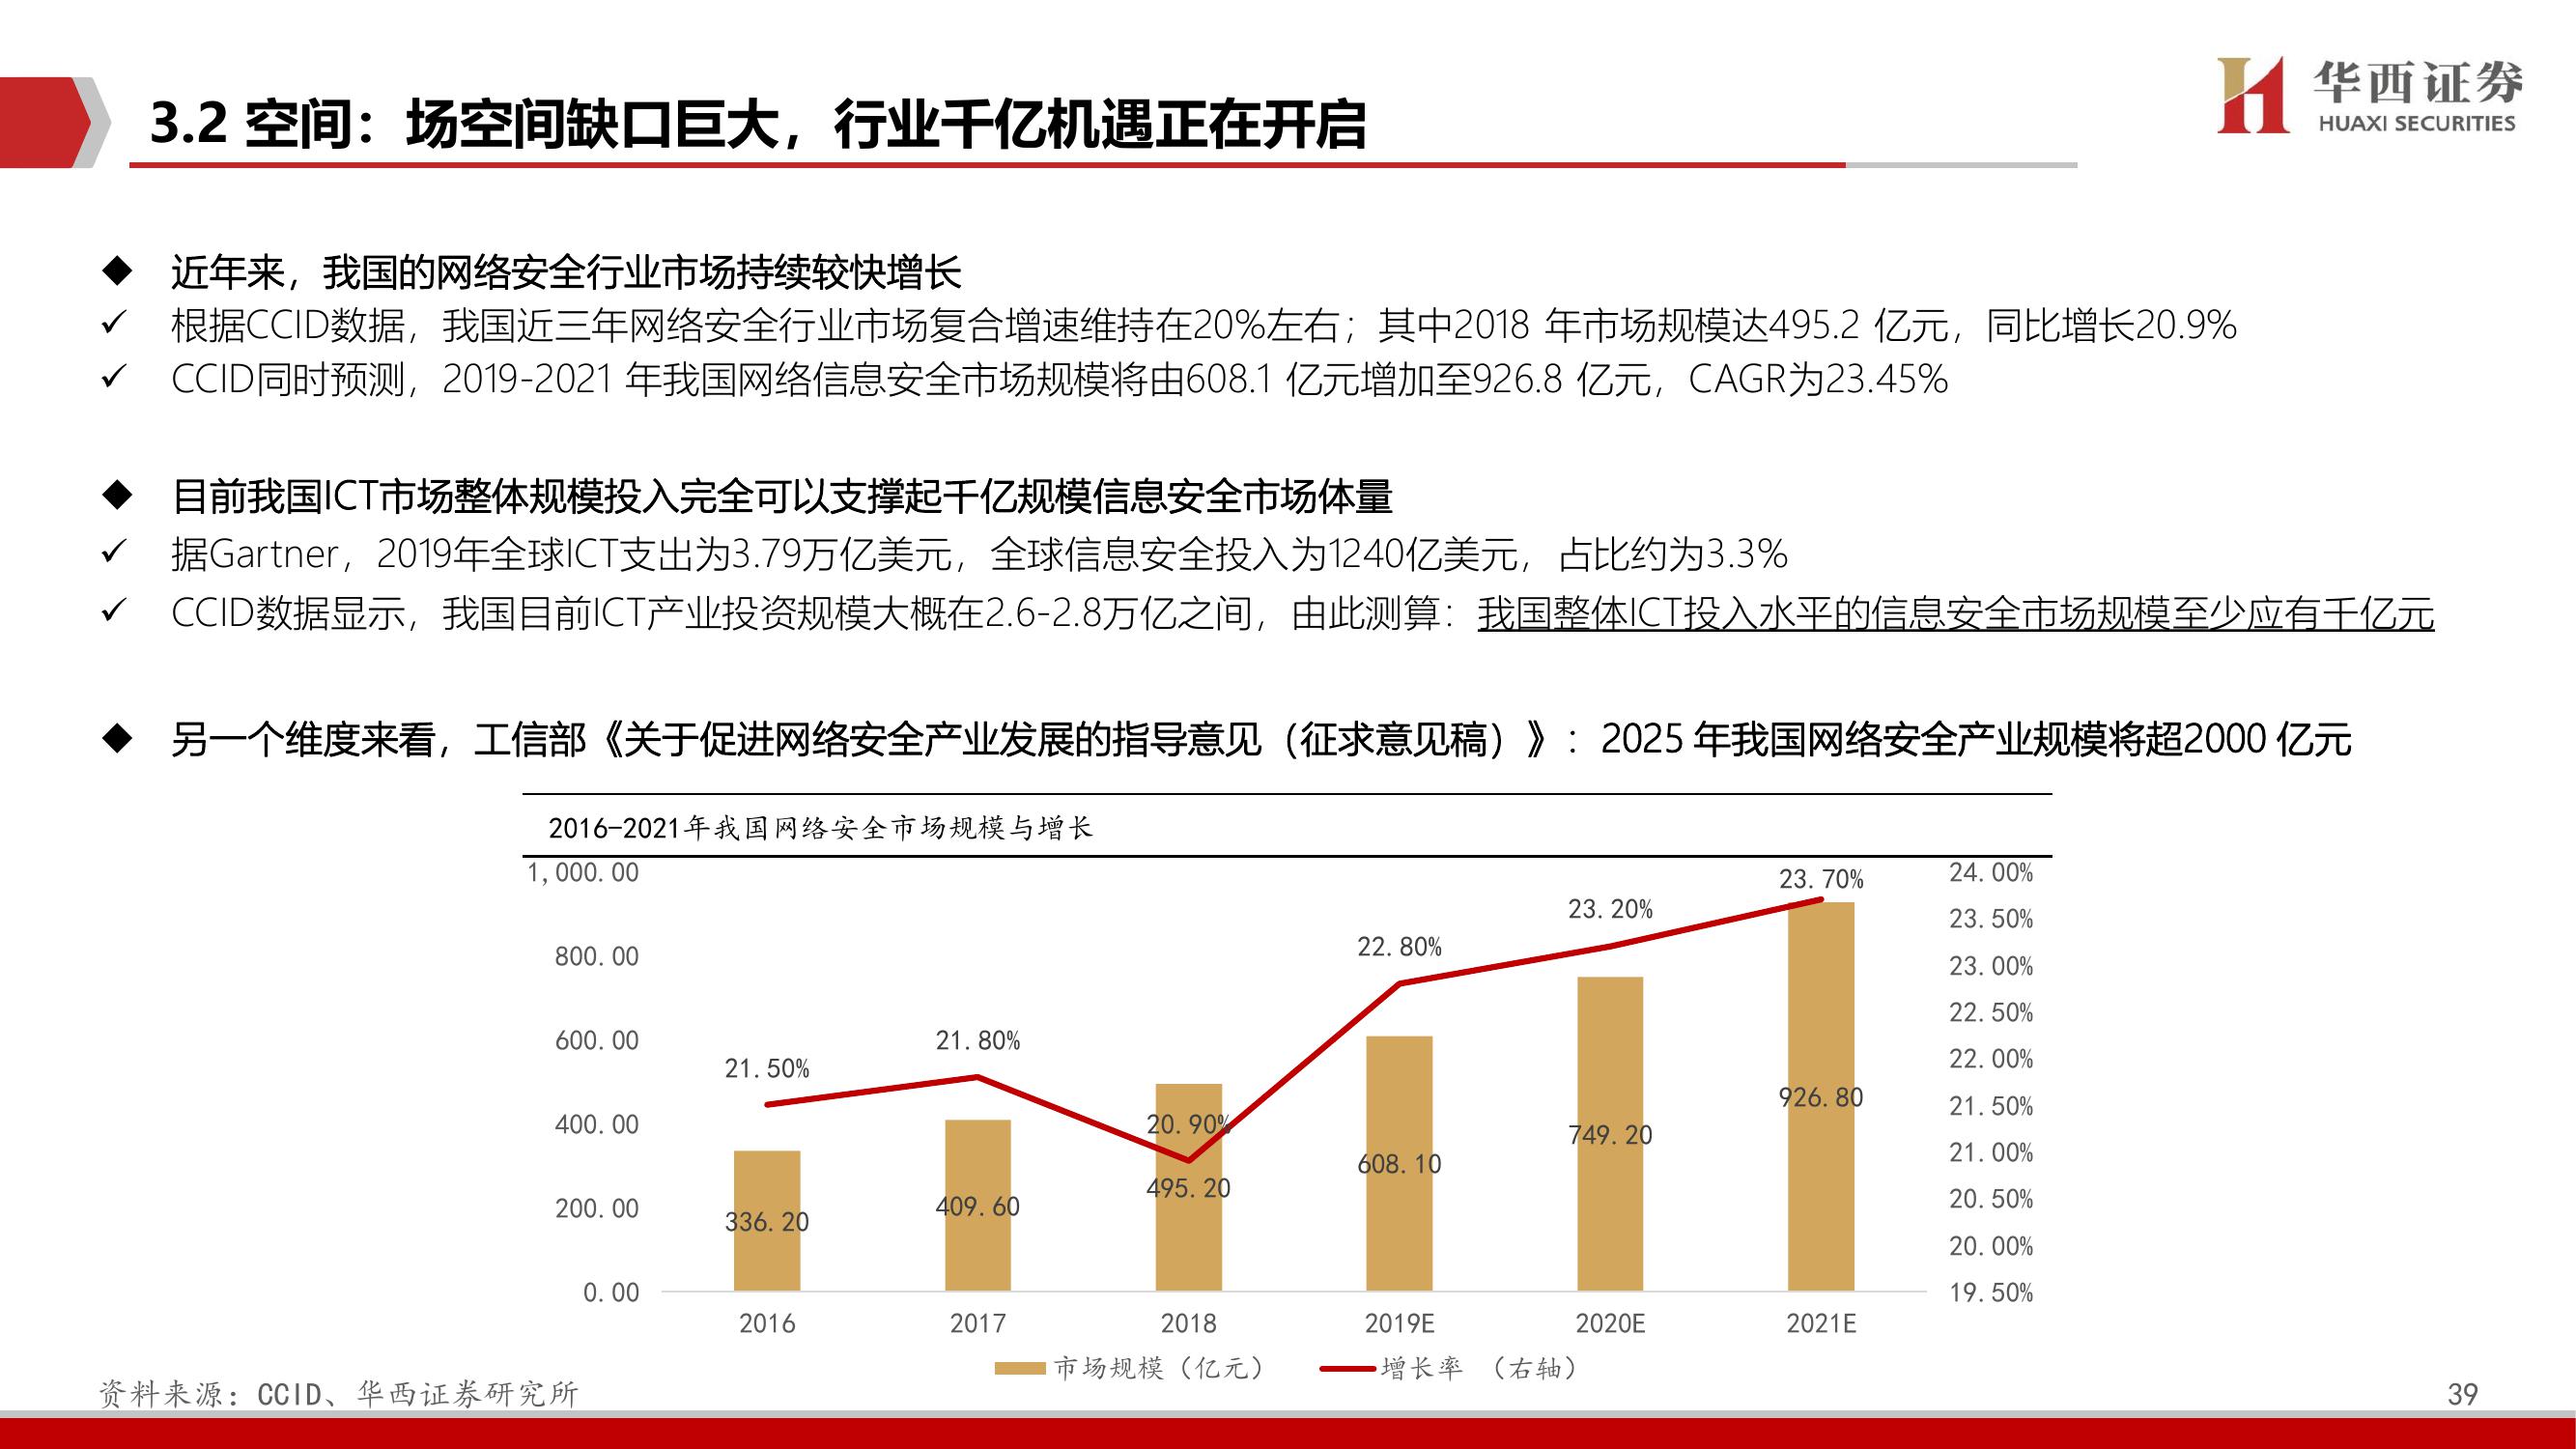 3.2 空间：场空间缺口巨大，行业千亿机遇正在开启
华西证券
HUAXI SECURITIES
近年来，我国的网络安全行业市场持续较快增长
根据CCID数据，我国近三年网络安全行业市场复合增速维持在20%左右；其中2018 年市场规模达495.2 亿元，同比增长20.9%
CCID同时预测，2019-2021 年我国网络信息安全市场规模将由608.1 亿元增加至926.8 亿元，CAGR为23.45%
目前我国ICT市场整体规模投入完全可以支撑起千亿规模信息安全市场体量
据Gartner，2019年全球ICT支出为3.79万亿美元，全球信息安全投入为1240亿美元，占比约为3.3%
CCID数据显示，我国目前ICT产业投资规模大概在2.6-2.8万亿之间，由此测算：我国整体ICT投入水平的信息安全市场规模至少应有千亿元
另一个维度来看，工信部《关于促进网络安全产业发展的指导意见（征求意见稿）》：2025 年我国网络安全产业规模将超2000 亿元
2016-2021年我国网络安全市场规模与增长
1,000.00
800.00
600.00
400.00
200.00
0.00
21.50%
21.80%
20.90%
22.80%
23.20%
23.70%
336.20
409.60
495.20
608.10
749.20
926.80
24.00%
23.50%
23.00%
22.50%
22.00%
21.50%
21.00%
20.50%
20.00%
19.50%
2016
2017
2018
2019E
2020E
2021E
市场规模（亿元）
增长率 （右轴）
资料来源：CCID、华西证券研究所
39